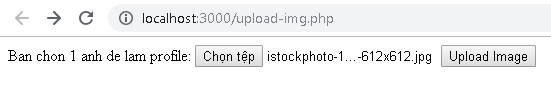 localhost:3000/upload-img.php
Ban chon 1 anh de lam profile: Chọn tệp istockphoto-1...-612x612.jpg Upload Image